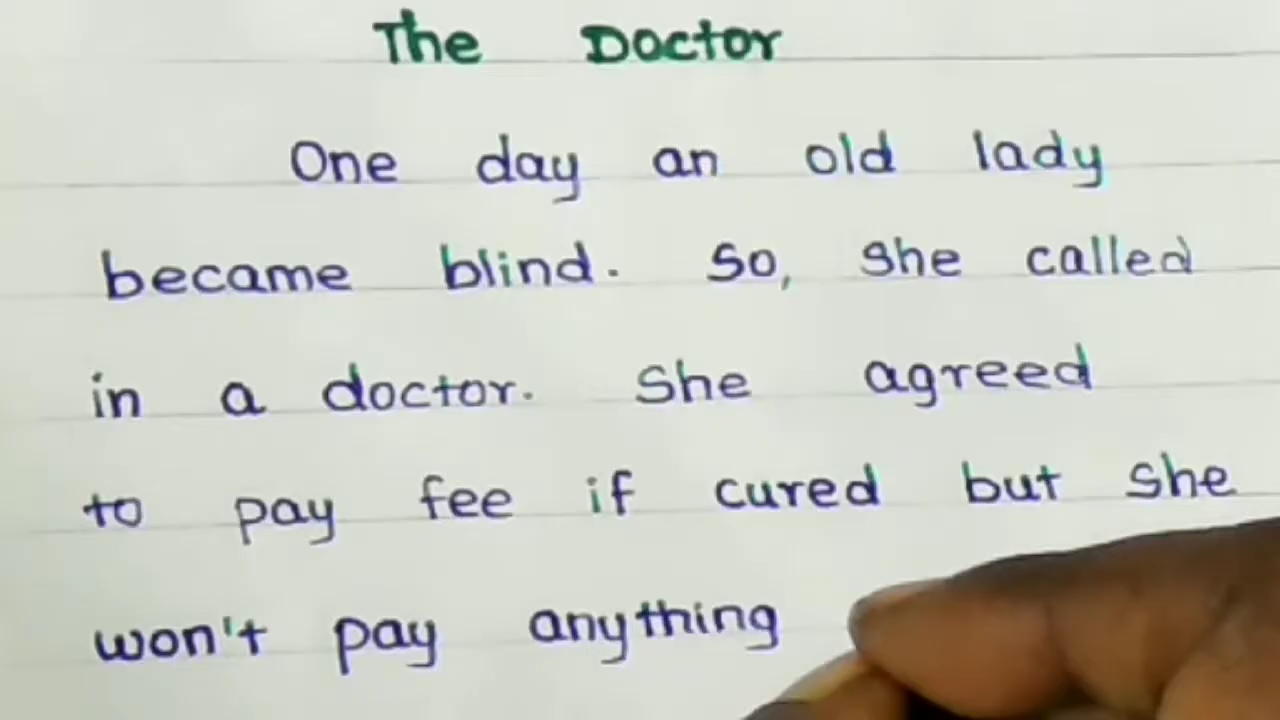 The Doctor
One day an old lady
became blind. So, she called
in a doctor. She agreed
to pay fee if cured but she
won't pay anything